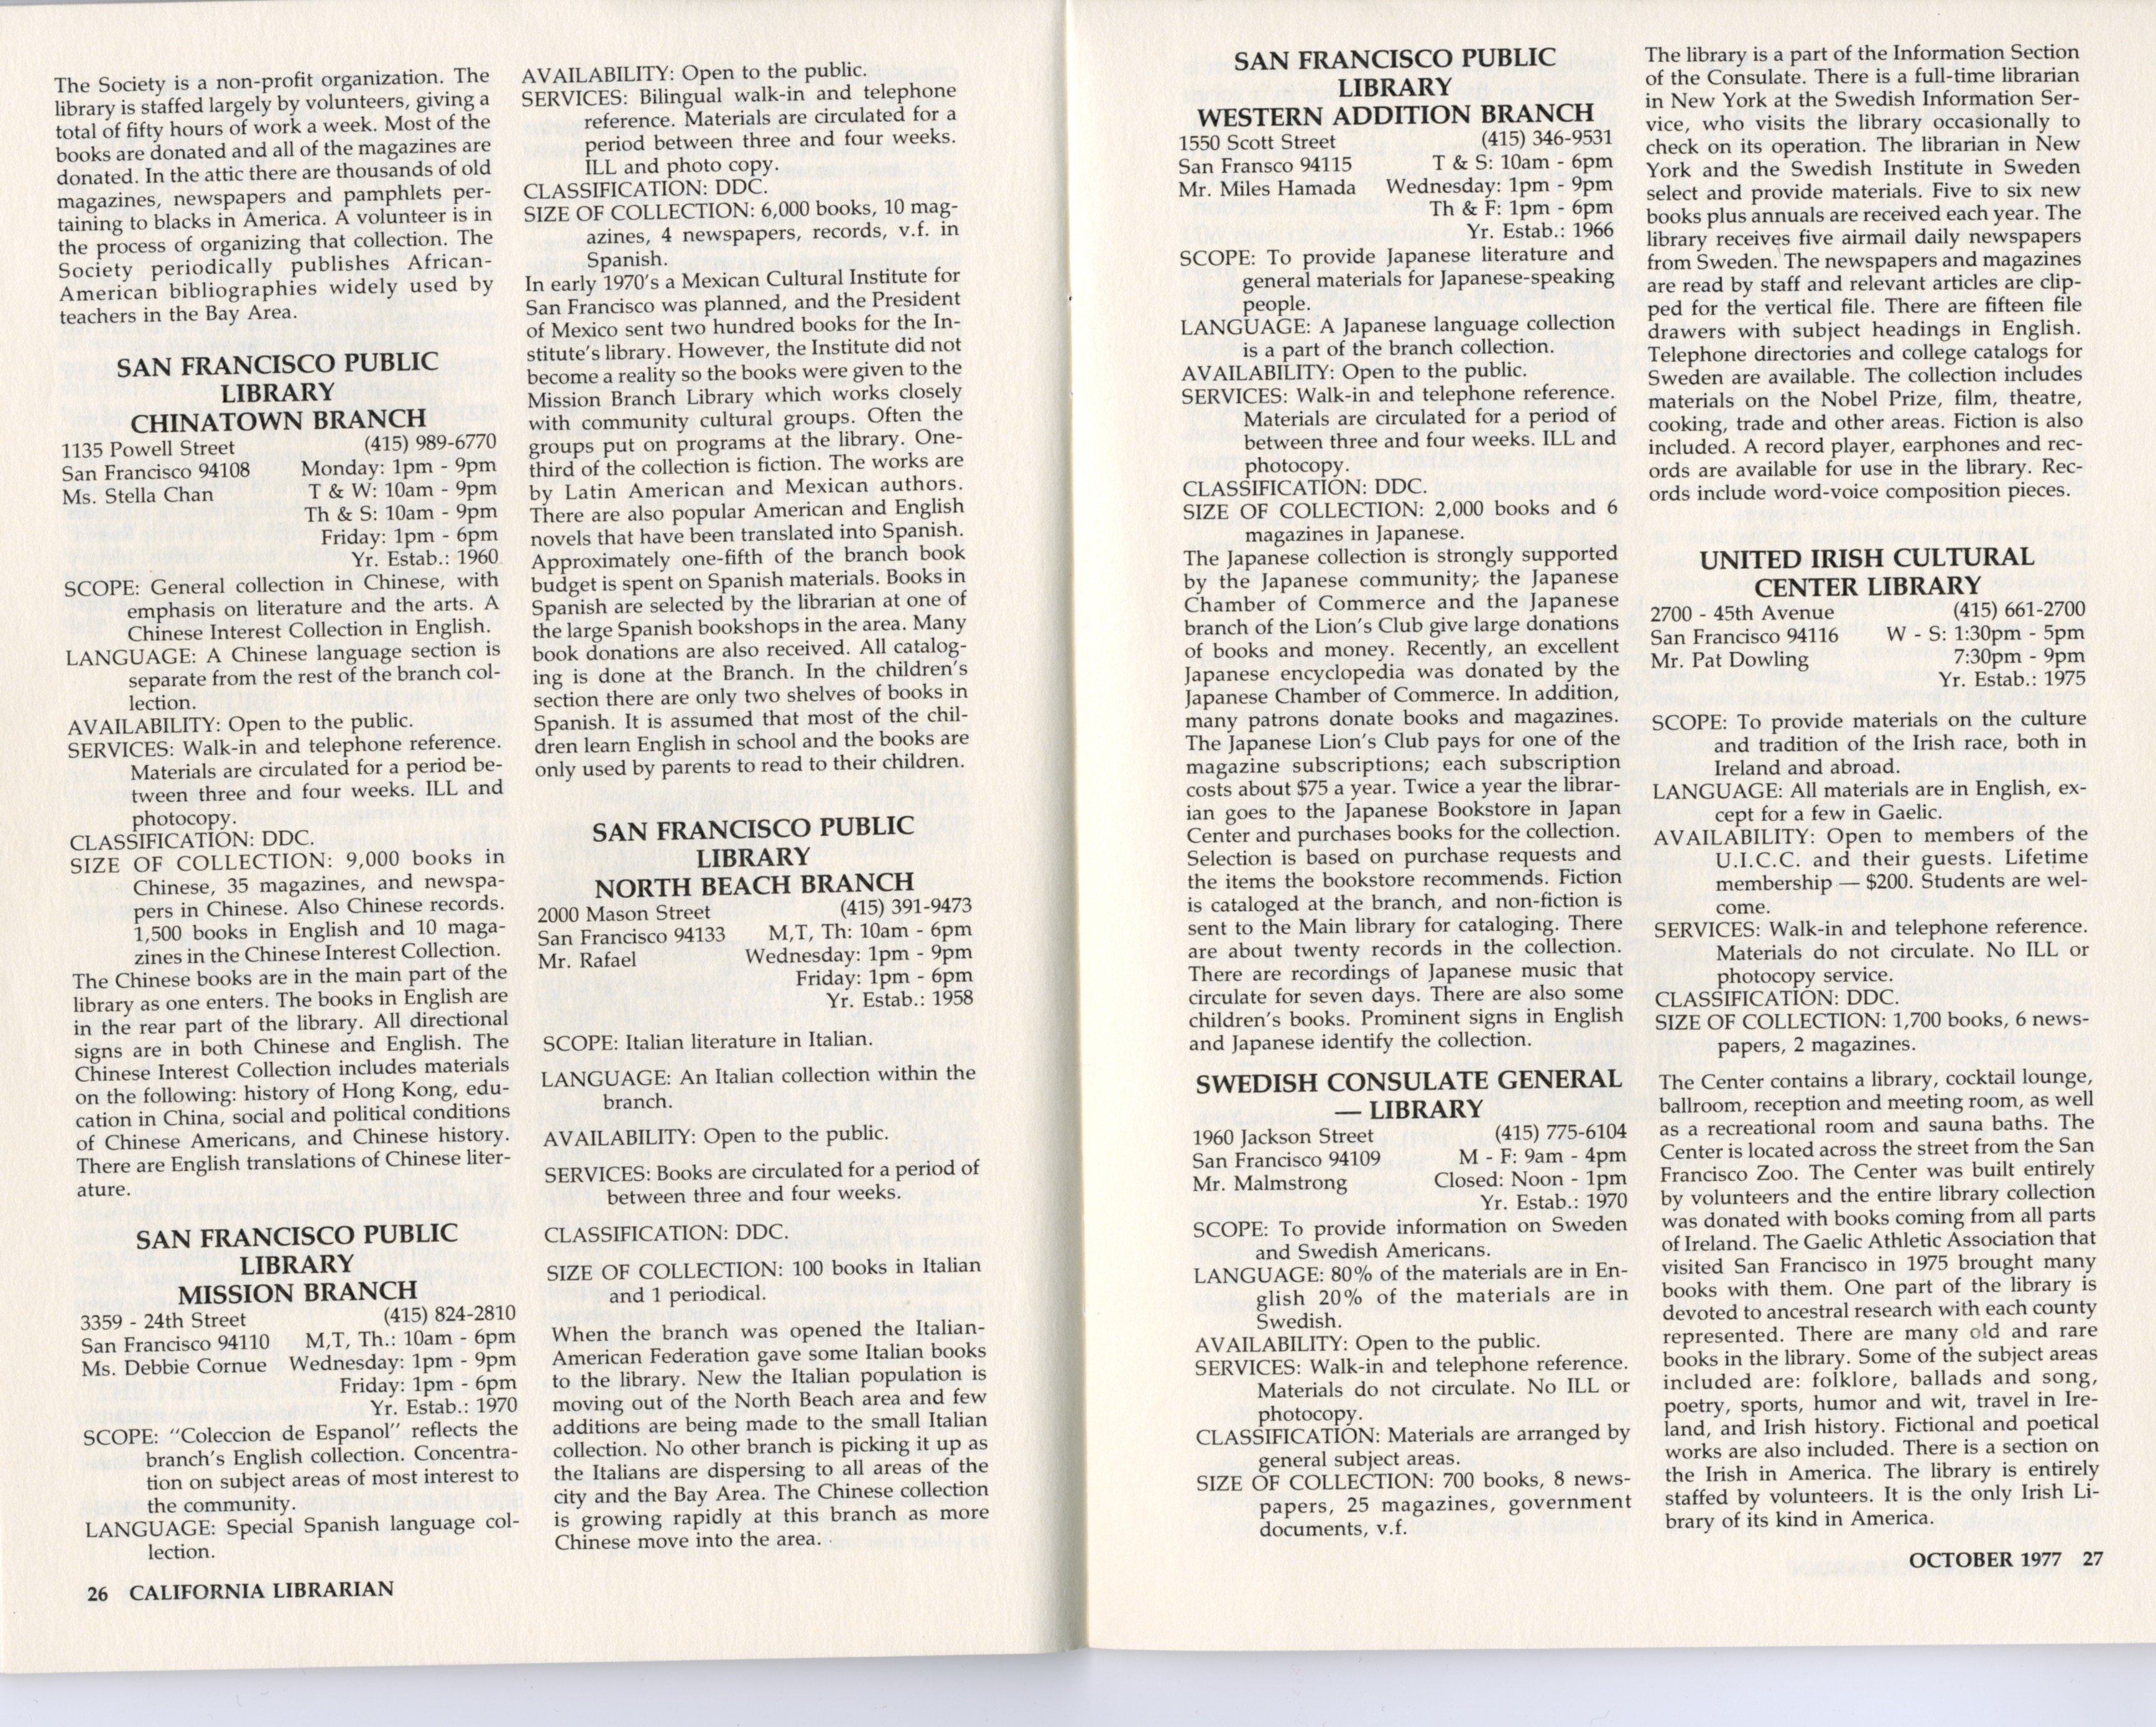 The Society is a non-profit organization. The
library is staffed largely by volunteers, giving a
total of fifty hours of work a week. Most of the
books are donated and all of the magazines are
donated. In the attic there are thousands of old
magazines, newspapers and pamphlets per-
taining to blacks in America. A volunteer is in
the process of organizing that collection. The
Society periodically publishes African-
American bibliographies widely used by
teachers in the Bay Area.
SAN FRANCISCO PUBLIC
LIBRARY
CHINATOWN BRANCH
1135 Powell Street (415) 989-6770
San Francisco 94108 Monday: 1pm - 9pm
Ms. Stella Chan T & W: 10am - 9pm
Th & S: 10am - 9pm
Friday: 1pm - 6pm
Yr. Estab.: 1960
SCOPE: General collection in Chinese, with
emphasis on literature and the arts. A
Chinese Interest Collection in English.
LANGUAGE: A Chinese language section is
separate from the rest of the branch col-
lection.
AVAILABILITY: Open to the public.
SERVICES: Walk-in and telephone reference.
Materials are circulated for a period be-
tween three and four weeks. ILL and
photocopy.
CLASSIFICATION: DDC.
SIZE OF COLLECTION: 9,000 books in
Chinese, 35 magazines, and newspa-
pers in Chinese. Also Chinese records.
1,500 books in English and 10 maga-
zines in the Chinese Interest Collection.
The Chinese books are in the main part of the
library as one enters. The books in English are
in the rear part of the library. All directional
signs are in both Chinese and English. The
Chinese Interest Collection includes materials
on the following: history of Hong Kong, edu-
cation in China, social and political conditions
of Chinese Americans, and Chinese history.
There are English translations of Chinese liter-
ature.
SAN FRANCISCO PUBLIC
LIBRARY
MISSION BRANCH
3359 - 24th Street (415) 824-2810
San Francisco 94110 M,T, Th.: 10am - 6pm
Ms. Debbie Cornue Wednesday: 1pm - 9pm
Friday: 1pm - 6pm
Yr. Estab.: 1970
SCOPE: "Coleccion de Espanol" reflects the
branch's English collection. Concentra-
tion on subject areas of most interest to
the community.
LANGUAGE: Special Spanish language col-
lection.
26 CALIFORNIA LIBRARIAN
AVAILABILITY: Open to the public.
SERVICES: Bilingual walk-in and telephone
reference. Materials are circulated for a
period between three and four weeks.
ILL and photo copy.
CLASSIFICATION: DDC.
SIZE OF COLLECTION: 6,000 books, 10 mag-
azines, 4 newspapers, records, v.f. in
Spanish.
In early 1970's a Mexican Cultural Institute for
San Francisco was planned, and the President
of Mexico sent two hundred books for the In-
stitute's library. However, the Institute did not
become a reality so the books were given to the
Mission Branch Library which works closely
with community cultural groups. Often the
groups put on programs at the library. One-
third of the collection is fiction. The works are
by Latin American and Mexican authors.
There are also popular American and English
novels that have been translated into Spanish.
Approximately one-fifth of the branch book
budget is spent on Spanish materials. Books in
Spanish are selected by the librarian at one of
the large Spanish bookshops in the area. Many
book donations are also received. All catalog-
ing is done at the Branch. In the children's
section there are only two shelves of books in
Spanish. It is assumed that most of the chil-
dren learn English in school and the books are
only used by parents to read to their children.
SAN FRANCISCO PUBLIC
LIBRARY
NORTH BEACH BRANCH
2000 Mason Street (415) 391-9473
San Francisco 94133 M,T, Th: 10am - 6pm
Mr. Rafael Wednesday: 1pm - 9pm
Friday: 1pm - 6pm
Yr. Estab.: 1958
SCOPE: Italian literature in Italian.
LANGUAGE: An Italian collection within the
branch.
AVAILABILITY: Open to the public.
SERVICES: Books are circulated for a period of
between three and four weeks.
CLASSIFICATION: DDC.
SIZE OF COLLECTION: 100 books in Italian
and 1 periodical.
When the branch was opened the Italian-
American Federation gave some Italian books
to the library. New the Italian population is
moving out of the North Beach area and few
additions are being made to the small Italian
collection. No other branch is picking it up as
the Italians are dispersing to all areas of the
city and the Bay Area. The Chinese collection
is growing rapidly at this branch as more
Chinese move into the area.
SAN FRANCISCO PUBLIC
LIBRARY
WESTERN ADDITION BRANCH
1550 Scott Street (415) 346-9531
San Fransco 94115 T & S: 10am - 6pm
Mr. Miles Hamada Wednesday: 1pm - 9pm
Th & F: 1pm - 6pm
Yr. Estab.: 1966
SCOPE: To provide Japanese literature and
general materials for Japanese-speaking
people.
LANGUAGE: A Japanese language collection
is a part of the branch collection.
AVAILABILITY: Open to the public.
SERVICES: Walk-in and telephone reference.
Materials are circulated for a period of
between three and four weeks. ILL and
photocopy.
CLASSIFICATION: DDC.
SIZE OF COLLECTION: 2,000 books and 6
magazines in Japanese.
The Japanese collection is strongly supported
by the Japanese community; the Japanese
Chamber of Commerce and the Japanese
branch of the Lion's Club give large donations
of books and money. Recently, an excellent
Japanese encyclopedia was donated by the
Japanese Chamber of Commerce. In addition,
many patrons donate books and magazines.
The Japanese Lion's Club pays for one of the
magazine subscriptions; each subscription
costs about $75 a year. Twice a year the librar-
ian goes to the Japanese Bookstore in Japan
Center and purchases books for the collection.
Selection is based on purchase requests and
the items the bookstore recommends. Fiction
is cataloged at the branch, and non-fiction is
sent to the Main library for cataloging. There
are about twenty records in the collection.
There are recordings of Japanese music that
circulate for seven days. There are also some
children's books. Prominent signs in English
and Japanese identify the collection.
SWEDISH CONSULATE GENERAL
— LIBRARY
1960 Jackson Street (415) 775-6104
San Francisco 94109 M - F: 9am - 4pm
Mr. Malmstrong Closed: Noon - 1pm
Yr. Estab.: 1970
SCOPE: To provide information on Sweden
and Swedish Americans.
LANGUAGE: 80% of the materials are in En-
glish 20% of the materials are in
Swedish.
AVAILABILITY: Open to the public.
SERVICES: Walk-in and telephone reference.
Materials do not circulate. No ILL or
photocopy.
CLASSIFICATION: Materials are arranged by
general subject areas.
SIZE OF COLLECTION: 700 books, 8 news-
papers, 25 magazines, government
documents, v.f.
The library is a part of the Information Section
of the Consulate. There is a full-time librarian
in New York at the Swedish Information Ser-
vice, who visits the library occasionally to
check on its operation. The librarian in New
York and the Swedish Institute in Sweden
select and provide materials. Five to six new
books plus annuals are received each year. The
library receives five airmail daily newspapers
from Sweden. The newspapers and magazines
are read by staff and relevant articles are clip-
ped for the vertical file. There are fifteen file
drawers with subject headings in English.
Telephone directories and college catalogs for
Sweden are available. The collection includes
materials on the Nobel Prize, film, theatre,
cooking, trade and other areas. Fiction is also
included. A record player, earphones and rec-
ords are available for use in the library. Rec-
ords include word-voice composition pieces.
UNITED IRISH CULTURAL
CENTER LIBRARY
2700 - 45th Avenue (415) 661-2700
San Francisco 94116 W - S: 1:30pm - 5pm
Mr. Pat Dowling 7:30pm - 9pm
Yr. Estab.: 1975
SCOPE: To provide materials on the culture
and tradition of the Irish race, both in
Ireland and abroad.
LANGUAGE: All materials are in English, ex-
cept for a few in Gaelic.
AVAILABILITY: Open to members of the
U.I.C.C. and their guests. Lifetime
membership — $200. Students are wel-
come.
SERVICES: Walk-in and telephone reference.
Materials do not circulate. No ILL or
photocopy service.
CLASSIFICATION: DDC.
SIZE OF COLLECTION: 1,700 books, 6 news-
papers, 2 magazines.
The Center contains a library, cocktail lounge,
ballroom, reception and meeting room, as well
as a recreational room and sauna baths. The
Center is located across the street from the San
Francisco Zoo. The Center was built entirely
by volunteers and the entire library collection
was donated with books coming from all parts
of Ireland. The Gaelic Athletic Association that
visited San Francisco in 1975 brought many
books with them. One part of the library is
devoted to ancestral research with each county
represented. There are many old and rare
books in the library. Some of the subject areas
included are: folklore, ballads and song,
poetry, sports, humor and wit, travel in Ire-
land, and Irish history. Fictional and poetical
works are also included. There is a section on
the Irish in America. The library is entirely
staffed by volunteers. It is the only Irish Li-
brary of its kind in America.
OCTOBER 1977 27